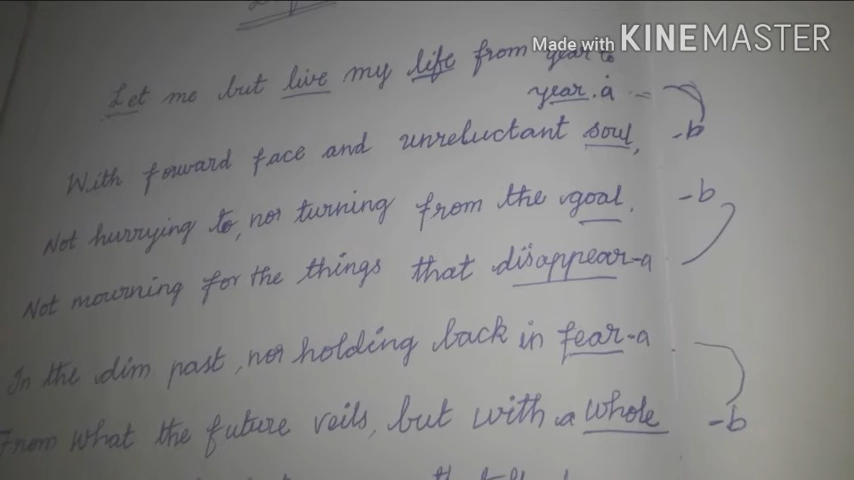 Made with KINEMASTER
Let me but live my life from year to
year. a
With forward face and unreluctant soul, -b
Not hurrying to, nor turning from the goal. -b
Not mourning for the things that disappear-a
In the dim past, nor holding back in fear-a
From what the future veils, but with a whole -b